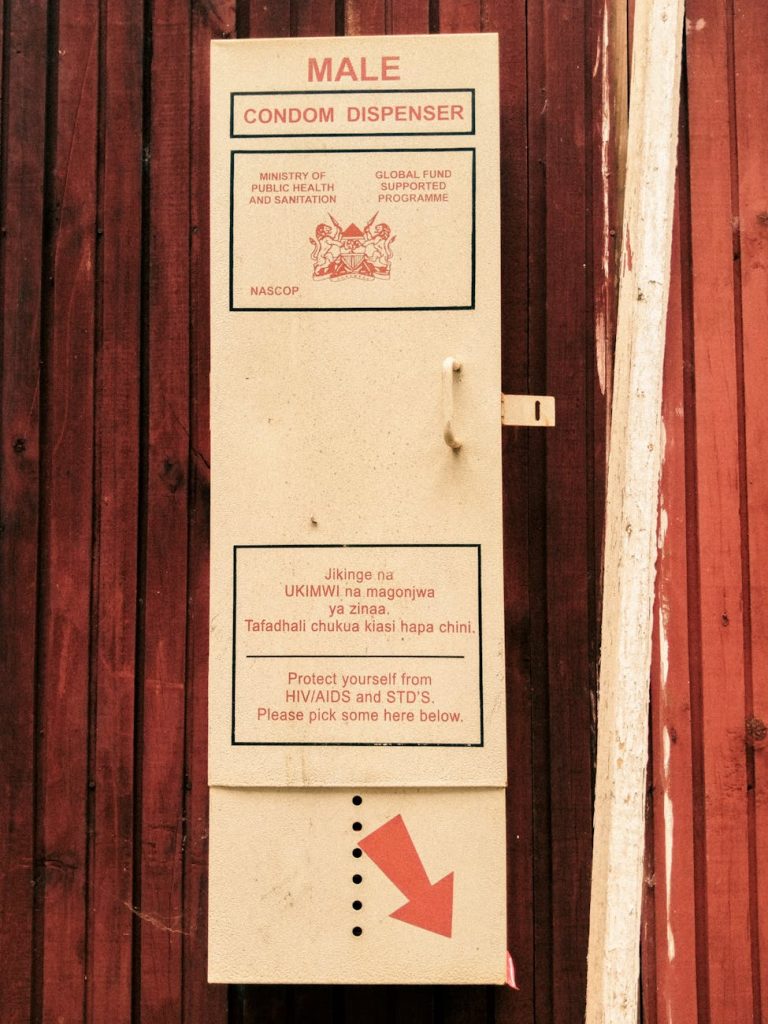 MALE
CONDOM DISPENSER
MINISTRY OF
PUBLIC HEALTH
AND SANITATION
GLOBAL FUND
SUPPORTED
PROGRAMME
NASCOP
Jikinge na
UKIMWI na magonjwa
ya zinaa.
Tafadhali chukua kiasi hapa chini.
Protect yourself from
HIV/AIDS and STD'S.
Please pick some here below.